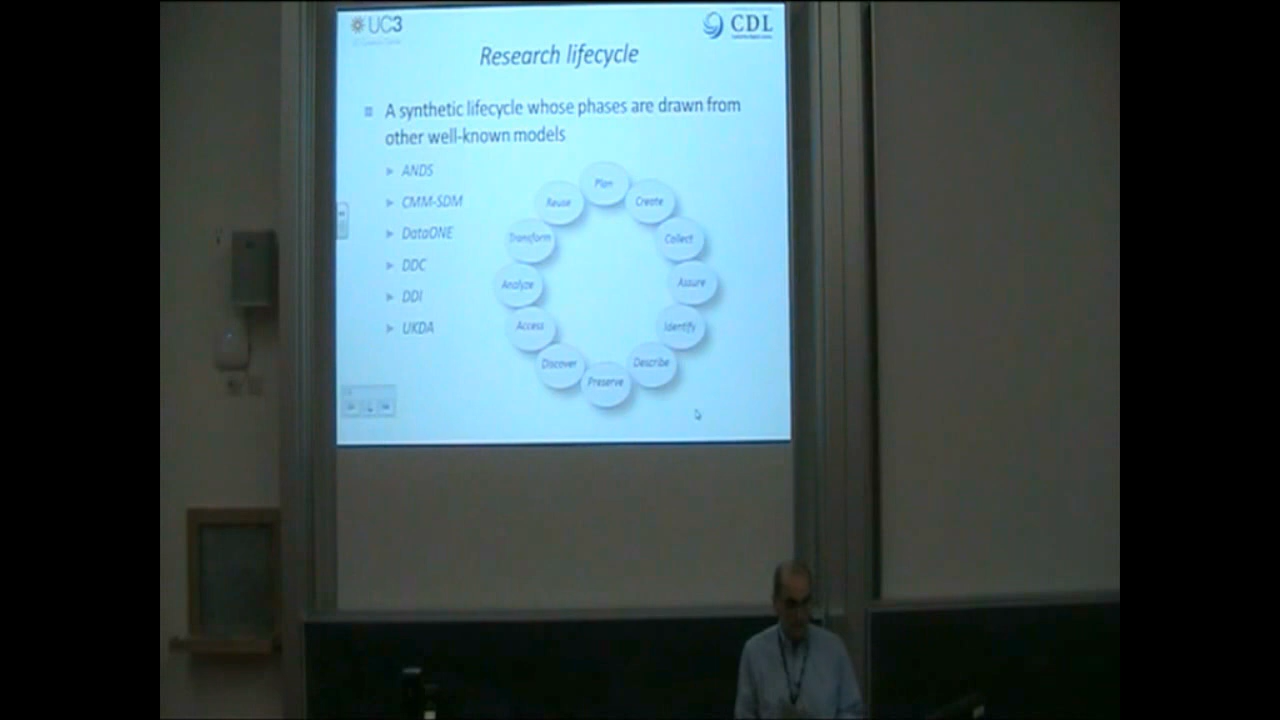 UC3
CDL
Research lifecycle
A synthetic lifecycle whose phases are drawn from
other well-known models
ANDS
CMM-SDM
DataONE
DDC
DDI
UKDA
Plan
Create
Collect
Assure
Identify
Describe
Preserve
Discover
Access
Analyze
Transform
Reuse